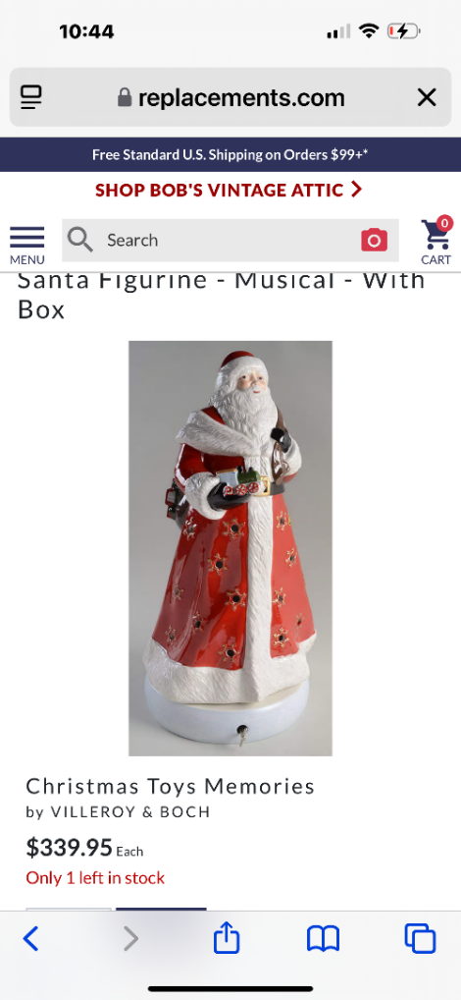 10:44
replacements.com
Free Standard U.S. Shipping on Orders $99+*
SHOP BOB'S VINTAGE ATTIC
MENU
Search
0
CART
Santa Figurine - Musical - With
Box
Christmas Toys Memories
by VILLEROY & BOCH
$339.95 Each
Only 1 left in stock